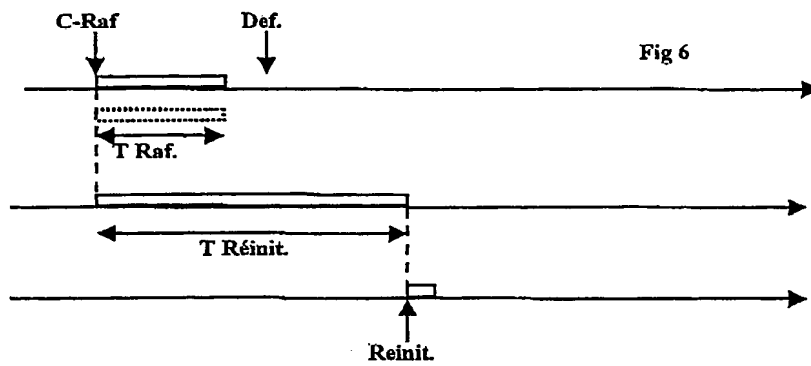 C-Raf Def.
Fig 6
T Raf.
T Réinit.
Reinit.